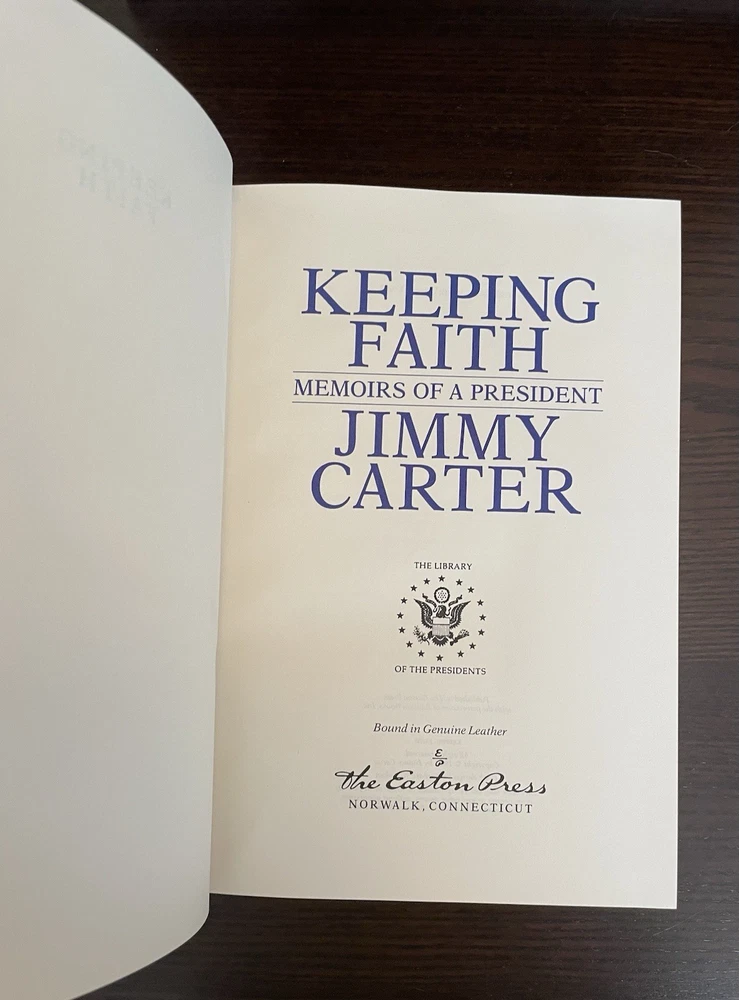 KEEPING
FAITH
MEMOIRS OF A PRESIDENT
JIMMY
CARTER
THE LIBRARY
OF THE PRESIDENTS
Bound in Genuine Leather
E
P
The Easton Press
NORWALK, CONNECTICUT